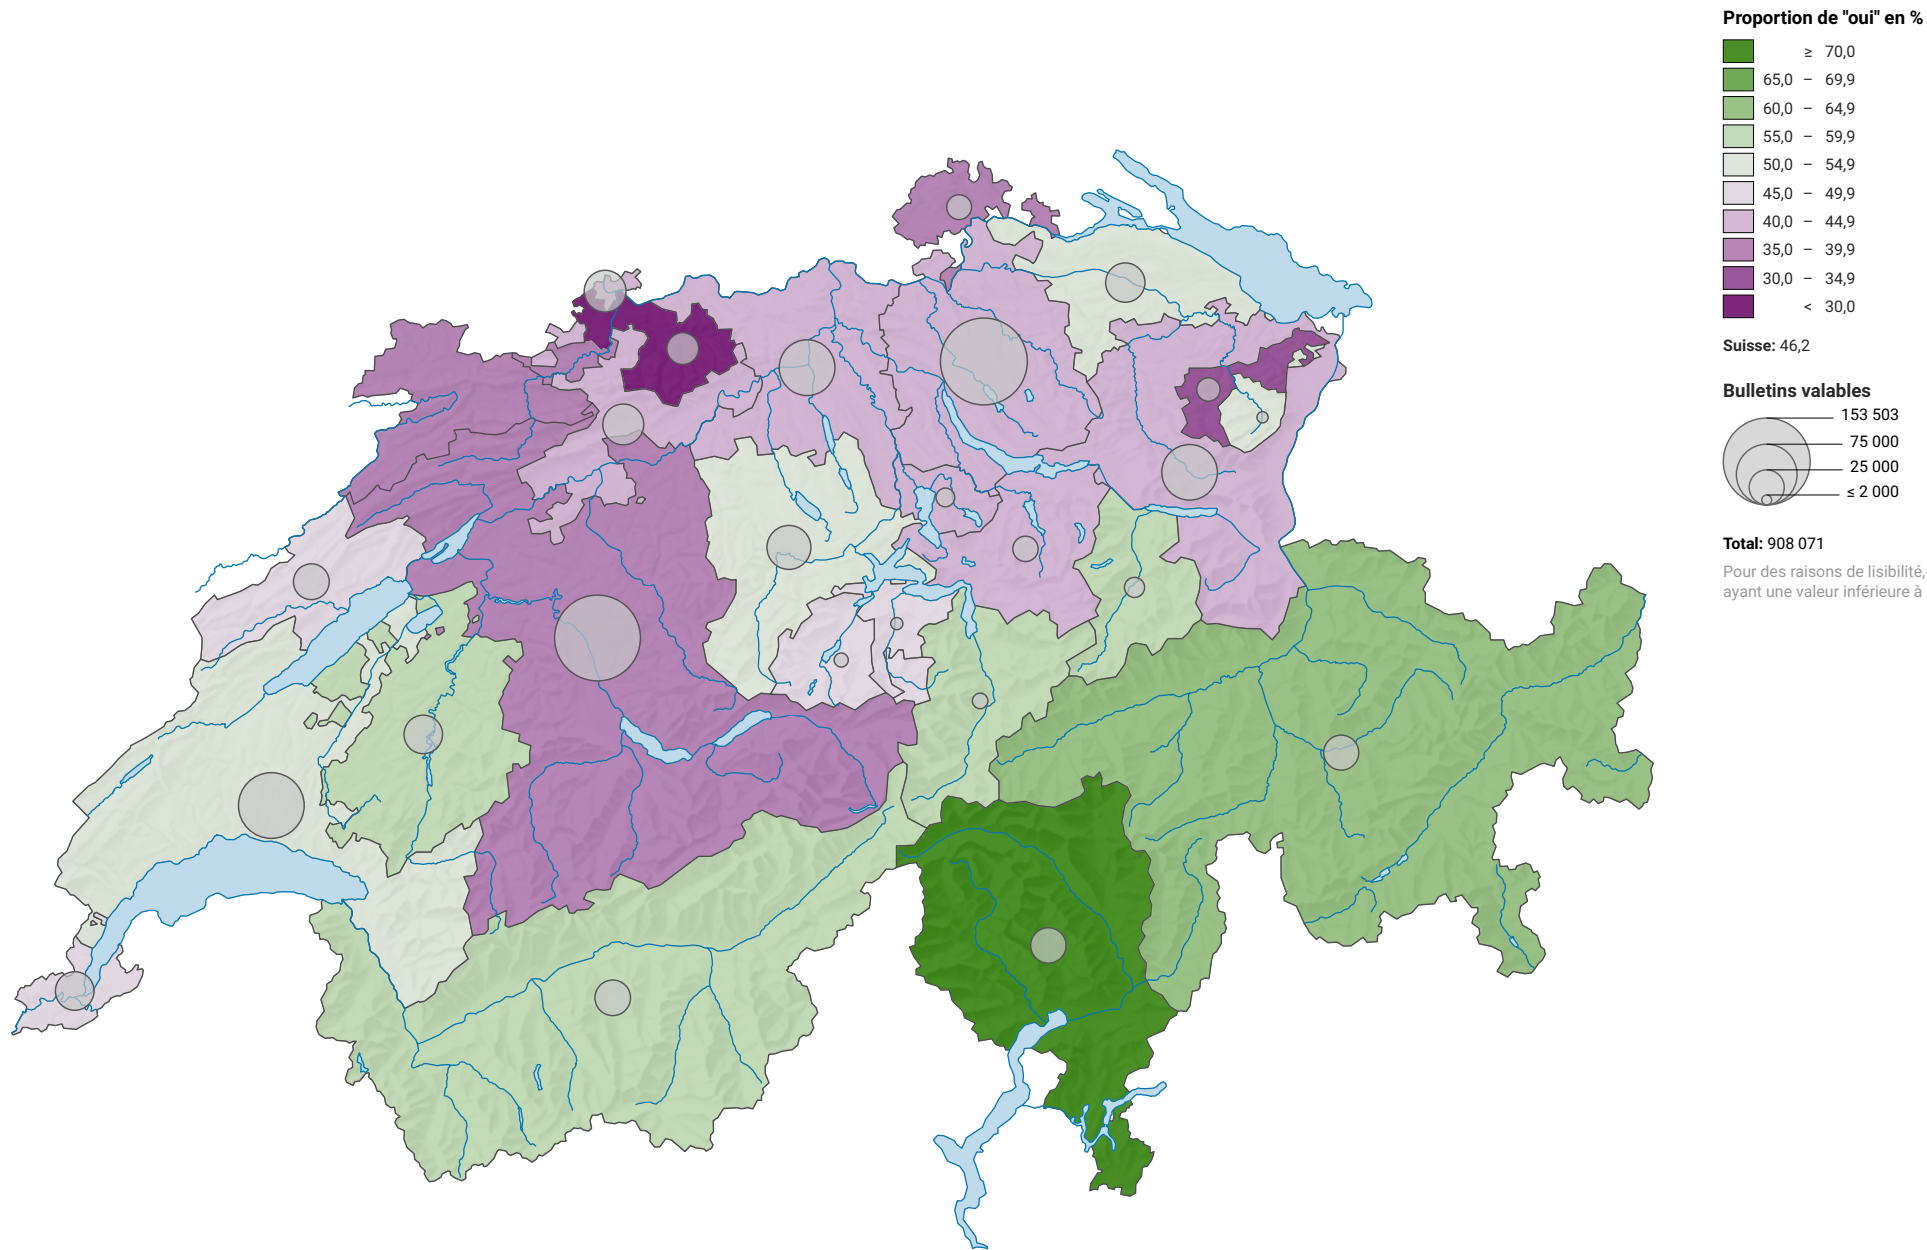 Proportion de "oui" en %
≥ 70,0
65,0 – 69,9
60,0 – 64,9
55,0 – 59,9
50,0 – 54,9
45,0 – 49,9
40,0 – 44,9
35,0 – 39,9
30,0 – 34,9
< 30,0
Suisse: 46,2
Bulletins valables
153 503
75 000
25 000
≤ 2 000
Total: 908 071
Pour des raisons de lisibilité,
ayant une valeur inférieure à